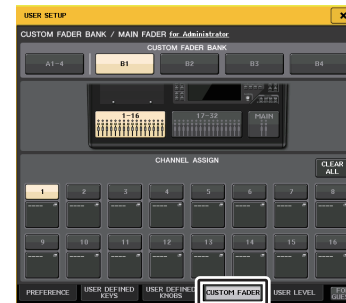 USER SETUP
CUSTOM FADER BANK / MAIN FADER for Administrator
CUSTOM FADER BANK
A1-4 B1 B2 B3 B4
1-16 17-32 MAIN
CHANNEL ASSIGN
CLEAR ALL
1 2 3 4 5 6 7 8
---- ---- ---- ---- ---- ---- ---- ----
9 10 11 12 13 14 15 16
---- ---- ---- ---- ---- ---- ---- ----
PREFERENCE USER DEFINED KEYS USER DEFINED KNOBS CUSTOM FADER USER LEVEL